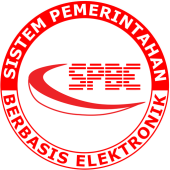 SISTEM PEMERINTAHAN
SPBE
BERBASIS ELEKTRONIK